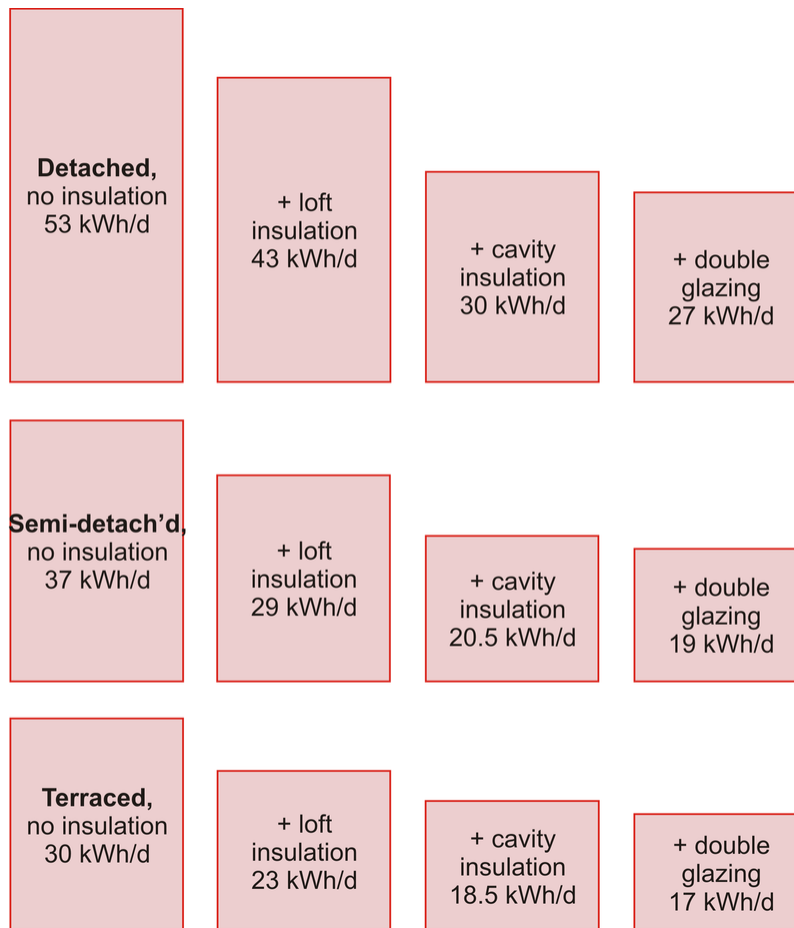 Detached,
no insulation
53 kWh/d
+ loft
insulation
43 kWh/d
+ cavity
insulation
30 kWh/d
+ double
glazing
27 kWh/d
Semi-detach’d,
no insulation
37 kWh/d
+ loft
insulation
29 kWh/d
+ cavity
insulation
20.5 kWh/d
+ double
glazing
19 kWh/d
Terraced,
no insulation
30 kWh/d
+ loft
insulation
23 kWh/d
+ cavity
insulation
18.5 kWh/d
+ double
glazing
17 kWh/d